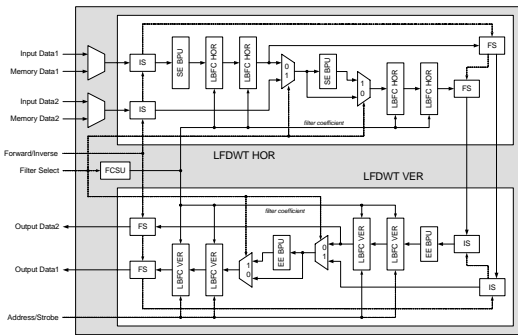 Input Data1
Memory Data1
Input Data2
Memory Data2
IS
IS
SE BPU
LBFC HOR
LBFC HOR
0
1
SE BPU
1
0
LBFC HOR
LBFC HOR
FS
FS
filter coefficient
Forward/Inverse
Filter Select
FCSU
LFDWT HOR
LFDWT VER
Output Data2
Output Data1
Address/Strobe
FS
FS
filter coefficient
LBFC VER
LBFC VER
1
0
EE BPU
0
1
LBFC VER
LBFC VER
EE BPU
IS
IS